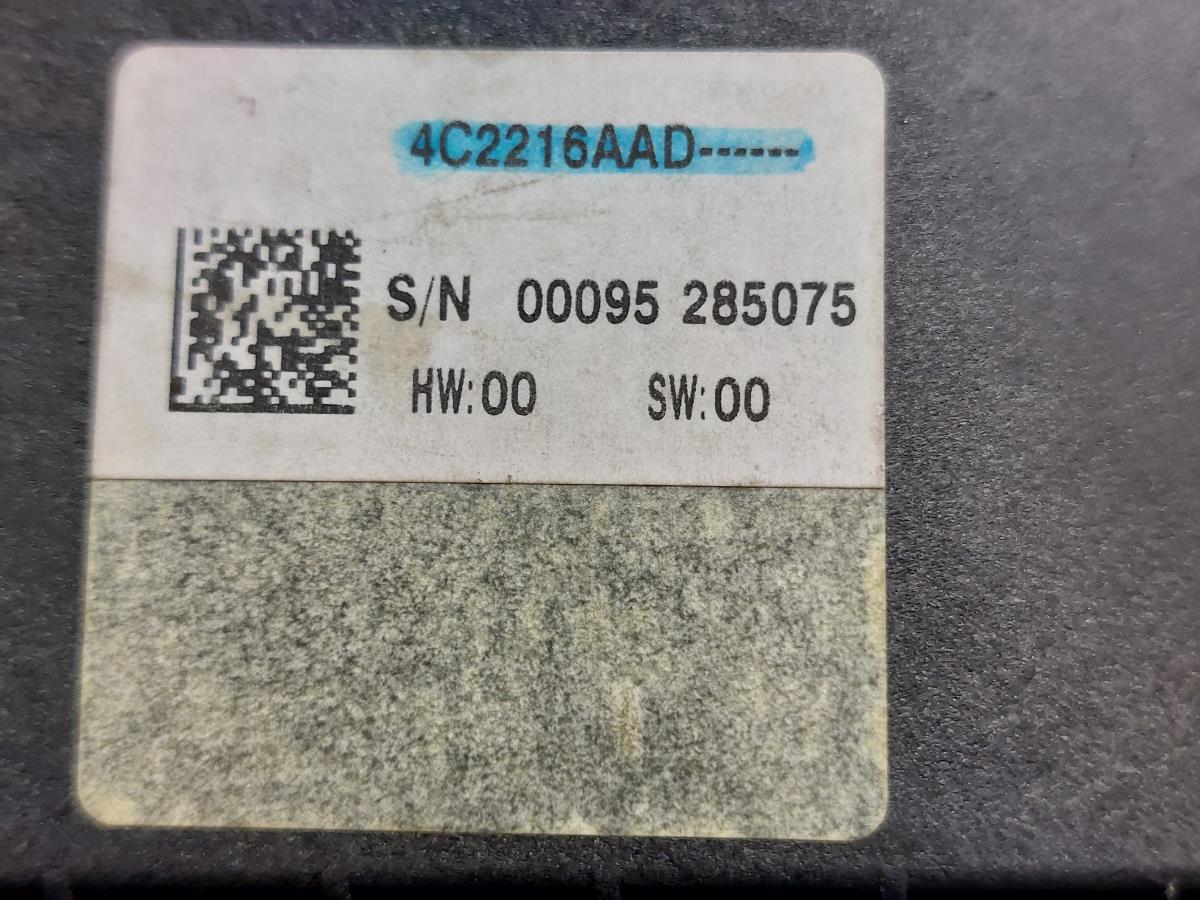 4C2216AAD------
S/N 00095 285075
HW:00 SW:00